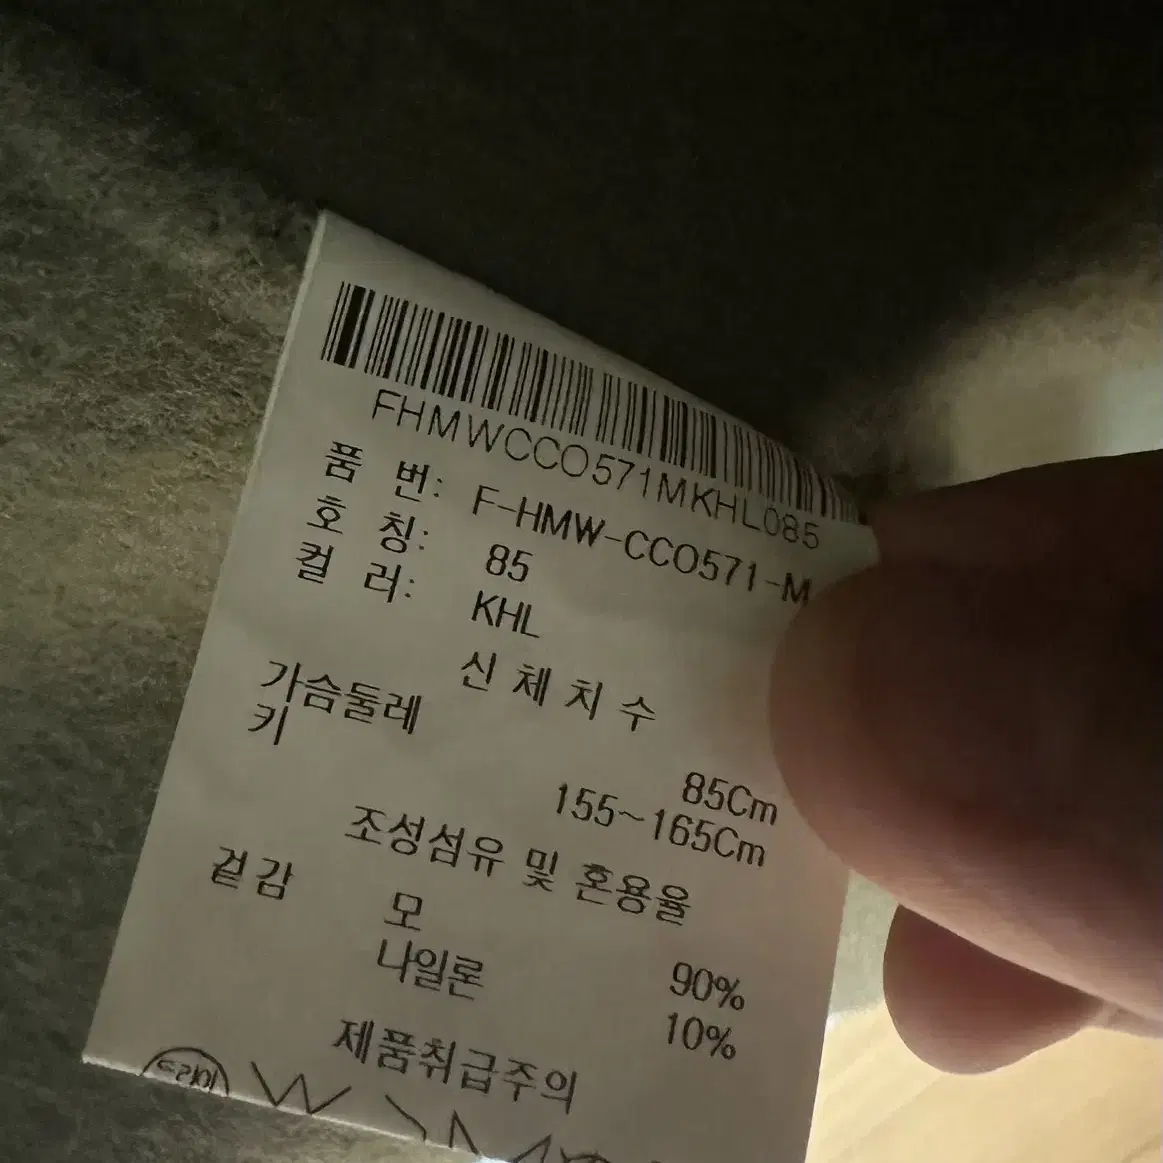 FHMWCCO571MKHL085
품 번: F-HMW-CCO571-M
호 칭: 85
컬 러: KHL
신 체 치 수
가슴둘레 85Cm
키 155~165Cm
조성섬유 및 혼용율
겉감 모 90%
나일론 10%
제품취급주의